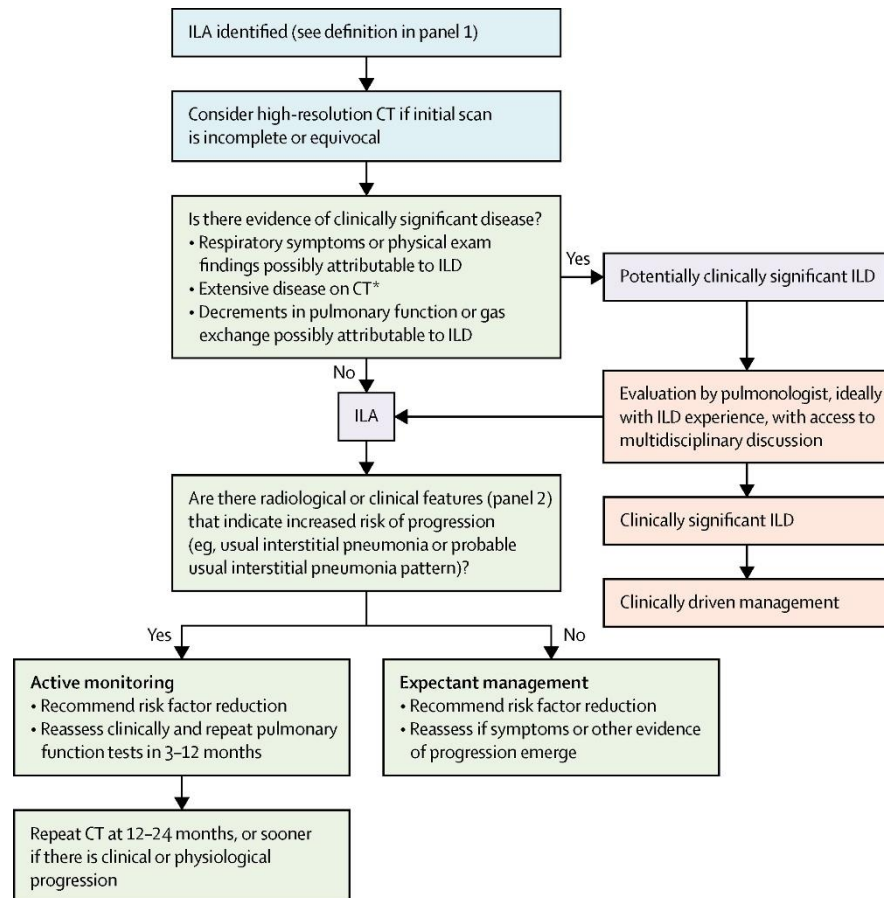 ILA identified (see definition in panel 1)
Consider high-resolution CT if initial scan
is incomplete or equivocal
Is there evidence of clinically significant disease?
• Respiratory symptoms or physical exam
findings possibly attributable to ILD
• Extensive disease on CT*
• Decrements in pulmonary function or gas
exchange possibly attributable to ILD
Yes
Potentially clinically significant ILD
No
ILA
Evaluation by pulmonologist, ideally
with ILD experience, with access to
multidisciplinary discussion
Are there radiological or clinical features (panel 2)
that indicate increased risk of progression
(eg, usual interstitial pneumonia or probable
usual interstitial pneumonia pattern)?
Clinically significant ILD
Clinically driven management
Yes
No
Active monitoring
• Recommend risk factor reduction
• Reassess clinically and repeat pulmonary
function tests in 3–12 months
Expectant management
• Recommend risk factor reduction
• Reassess if symptoms or other evidence
of progression emerge
Repeat CT at 12–24 months, or sooner
if there is clinical or physiological
progression